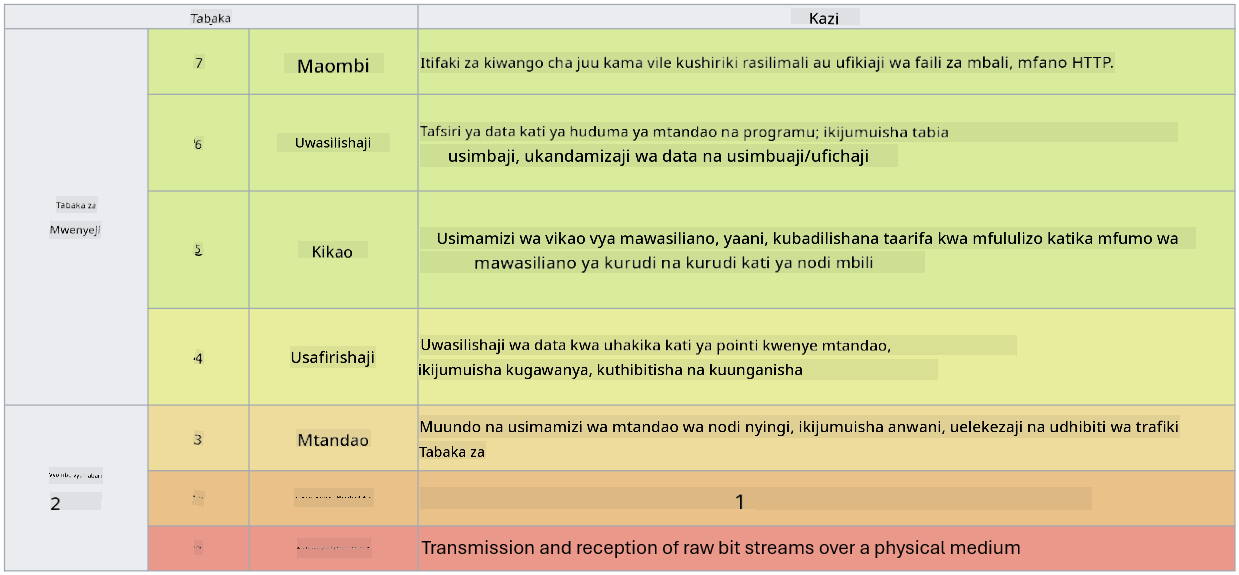 Tabaka
Kazi
7
Maombi
Itifaki za kiwango cha juu kama vile kushiriki rasilimali au ufikiaji wa faili za mbali, mfano HTTP.
6
Uwasilishaji
Tafsiri ya data kati ya huduma ya mtandao na programu; ikijumuisha tabia
usimbaji, ukandamizaji wa data na usimbuaji/ufichaji
Tabaka za
Mwenyeji
5
Kikao
Usimamizi wa vikao vya mawasiliano, yaani, kubadilishana taarifa kwa mfululizo katika mfumo wa
mawasiliano ya kurudi na kurudi kati ya nodi mbili
4
Usafirishaji
Uwasilishaji wa data kwa uhakika kati ya pointi kwenye mtandao,
ikijumuisha kugawanya, kuthibitisha na kuunganisha
3
Mtandao
Muundo na usimamizi wa mtandao wa nodi nyingi, ikijumuisha anwani, uelekezaji na udhibiti wa trafiki
Tabaka za
2
1
Transmission and reception of raw bit streams over a physical medium